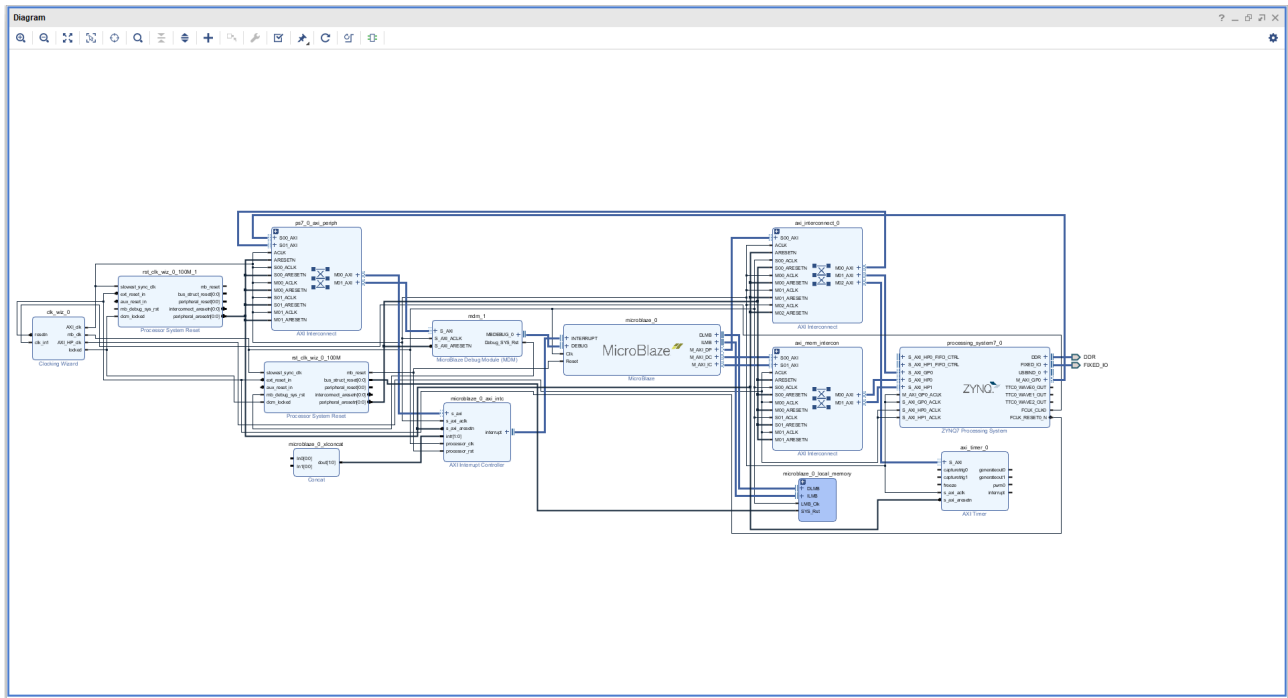 Diagram
ps7_0_axi_periph
S00_AXI
S01_AXI
ACLK
ARESETN
S00_ACLK
S00_ARESETN
M00_ACLK
M00_ARESETN
S01_ACLK
S01_ARESETN
M01_ACLK
M01_ARESETN
M00_AXI
M01_AXI
AXI Interconnect
rst_clk_wiz_0_100M_1
slowest_sync_clk
ext_reset_in
aux_reset_in
mb_debug_sys_rst
dcm_locked
mb_reset
bus_struct_reset[0:0]
peripheral_reset[0:0]
interconnect_aresetn[0:0]
peripheral_aresetn[0:0]
Processor System Reset
clk_wiz_0
resetn
clk_in1
AXI_clk
mb_clk
AXI_HP_clk
locked
Clocking Wizard
rst_clk_wiz_0_100M
slowest_sync_clk
ext_reset_in
aux_reset_in
mb_debug_sys_rst
dcm_locked
mb_reset
bus_struct_reset[0:0]
peripheral_reset[0:0]
interconnect_aresetn[0:0]
peripheral_aresetn[0:0]
Processor System Reset
microblaze_0_xlconcat
In0[0:0]
In1[0:0]
dout[1:0]
Concat
mdm_1
S_AXI
S_AXI_ACLK
S_AXI_ARESETN
MBDEBUG_0
Debug_SYS_Rst
MicroBlaze Debug Module (MDM)
microblaze_0_axi_intc
s_axi
s_axi_aclk
s_axi_aresetn
intr[1:0]
processor_clk
processor_rst
interrupt
AXI Interrupt Controller
microblaze_0
INTERRUPT
DEBUG
Clk
Reset
MicroBlaze
DLMB
ILMB
M_AXI_DP
M_AXI_DC
M_AXI_IC
MicroBlaze
axi_interconnect_0
S00_AXI
ACLK
ARESETN
S00_ACLK
S00_ARESETN
M00_ACLK
M00_ARESETN
M01_ACLK
M01_ARESETN
M02_ACLK
M02_ARESETN
M00_AXI
M01_AXI
M02_AXI
AXI Interconnect
axi_mem_intercon
S00_AXI
S01_AXI
ACLK
ARESETN
S00_ACLK
S00_ARESETN
M00_ACLK
M00_ARESETN
S01_ACLK
S01_ARESETN
M01_ACLK
M01_ARESETN
M00_AXI
M01_AXI
AXI Interconnect
microblaze_0_local_memory
DLMB
ILMB
LMB_Clk
SYS_Rst
processing_system7_0
S_AXI_HP0_FIFO_CTRL
S_AXI_HP1_FIFO_CTRL
S_AXI_GP0
S_AXI_HP0
S_AXI_HP1
M_AXI_GP0_ACLK
S_AXI_GP0_ACLK
S_AXI_HP0_ACLK
S_AXI_HP1_ACLK
ZYNQ
DDR
FIXED_IO
USBIND_0
M_AXI_GP0
TTC0_WAVE0_OUT
TTC0_WAVE1_OUT
TTC0_WAVE2_OUT
FCLK_CLK0
FCLK_RESET0_N
ZYNQ7 Processing System
DDR
FIXED_IO
axi_timer_0
S_AXI
capturetrig0
capturetrig1
freeze
s_axi_aclk
s_axi_aresetn
generateout0
generateout1
pwm0
interrupt
AXI Timer